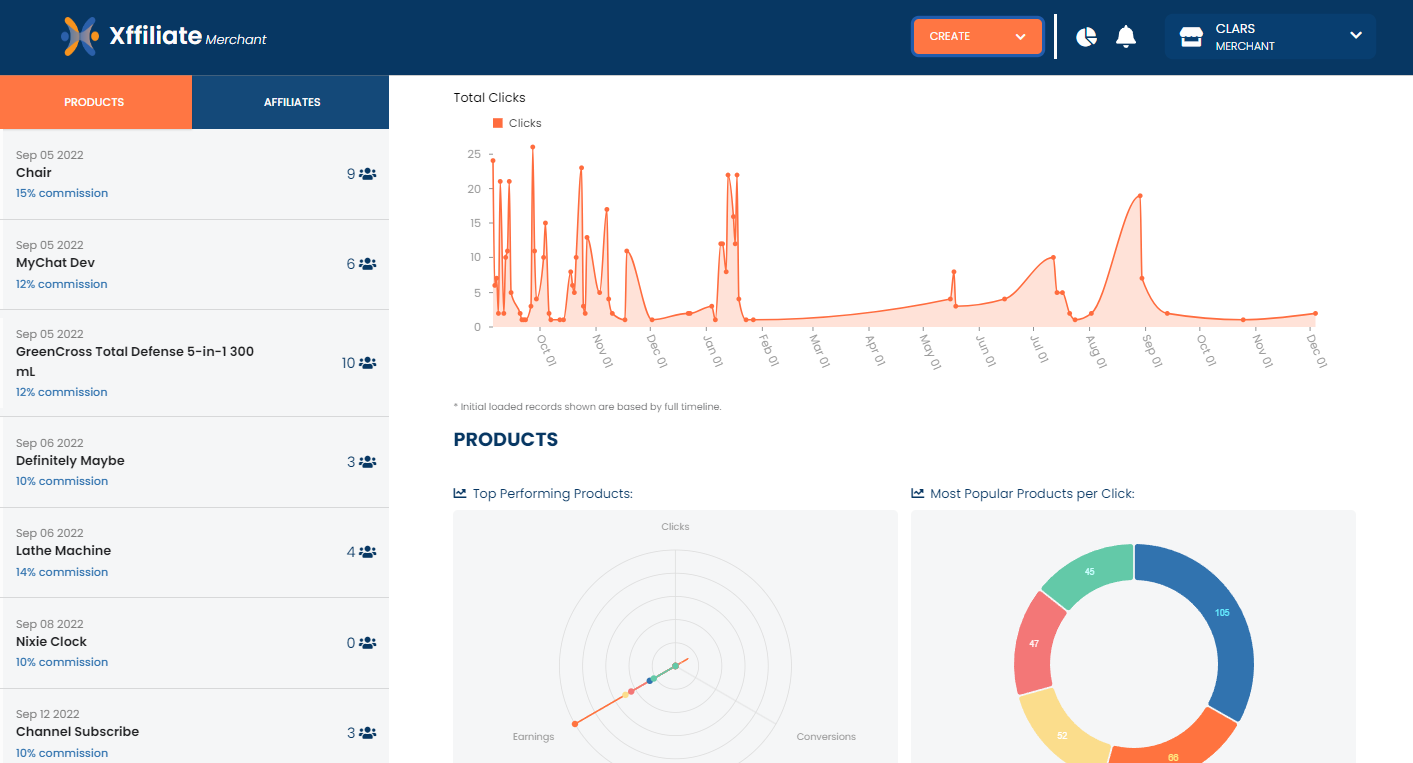 Xffiliate Merchant
CREATE
CLARS
MERCHANT
PRODUCTS
AFFILIATES
Sep 05 2022
Chair
15% commission
9
Sep 05 2022
MyChat Dev
12% commission
6
Sep 05 2022
GreenCross Total Defense 5-in-1 300
mL
12% commission
10
Sep 06 2022
Definitely Maybe
10% commission
3
Sep 06 2022
Lathe Machine
14% commission
4
Sep 08 2022
Nixie Clock
10% commission
0
Sep 12 2022
Channel Subscribe
10% commission
3
Total Clicks
Clicks
25
20
15
10
5
0
Oct 01
Nov 01
Dec 01
Jan 01
Feb 01
Mar 01
Apr 01
May 01
Jun 01
Jul 01
Aug 01
Sep 01
Oct 01
Nov 01
Dec 01
* Initial loaded records shown are based by full timeline.
PRODUCTS
Top Performing Products:
Clicks
Earnings
Conversions
Most Popular Products per Click:
45
105
47
52
66